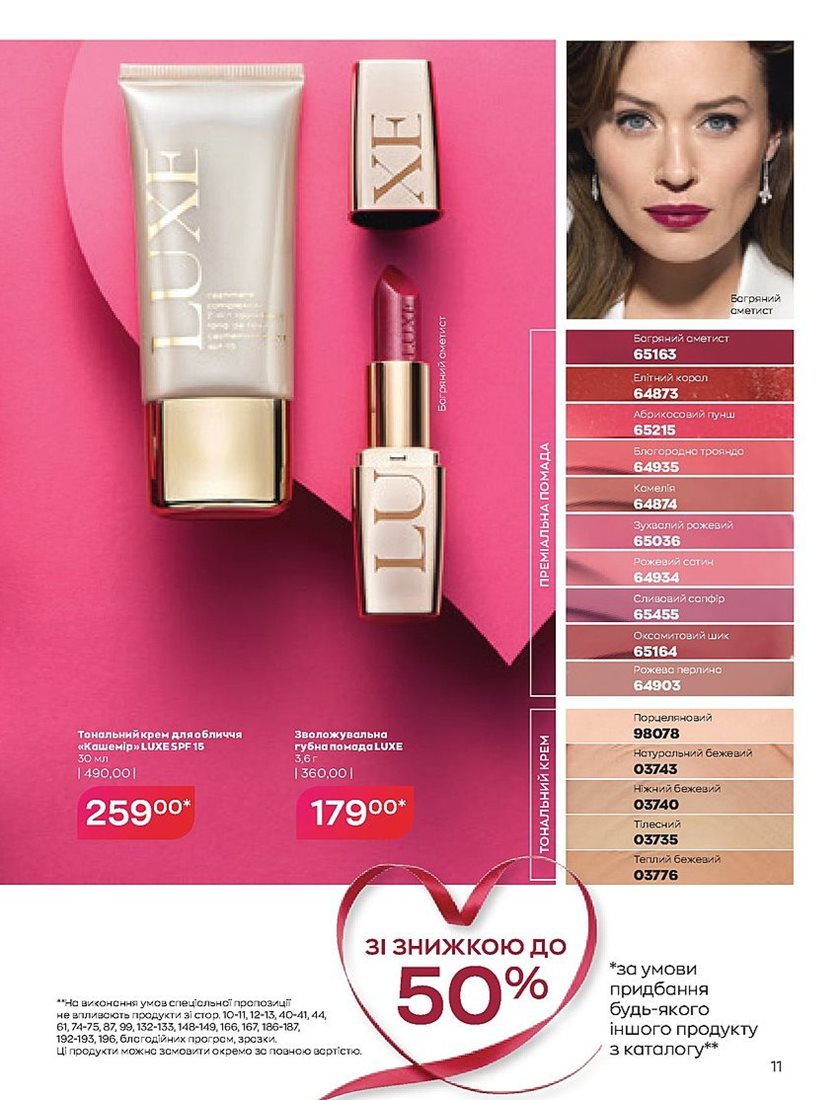 LUXE
cashmere
XE
LUXE
LU
Багряний аметист
Багряний
аметист
ПРЕМІАЛЬНА ПОМАДА
Багряний аметист
65163
Елітний корал
64873
Абрикосовий пунш
65215
Благородна троянда
64935
Камелія
64874
Зухвалий рожевий
65036
Рожевий сатин
64934
Сливовий сапфір
65455
Оксамитовий шик
65164
Рожева перлина
64903
ТОНАЛЬНИЙ КРЕМ
Порцеляновий
98078
Натуральний бежевий
03743
Ніжний бежевий
03740
Тілесний
03735
Теплий бежевий
03776
Тональний крем для обличчя
«Кашемір» LUXE SPF 15
30 мл
| 490,00 |
25900*
Зволожувальна
губна помада LUXE
3,6 г
| 360,00 |
17900*
ЗІ ЗНИЖКОЮ ДО
50%
*за умови
придбання
будь-якого
іншого продукту
з каталогу**
**На виконання умов спеціальної пропозиції
не впливають продукти зі стор. 10-11, 12-13, 40-41, 44,
61, 74-75, 87, 99, 132-133, 148-149, 166, 167, 186-187,
192-193, 196, благодійних програм, зразки.
Ці продукти можна замовити окремо за повною вартістю.
11